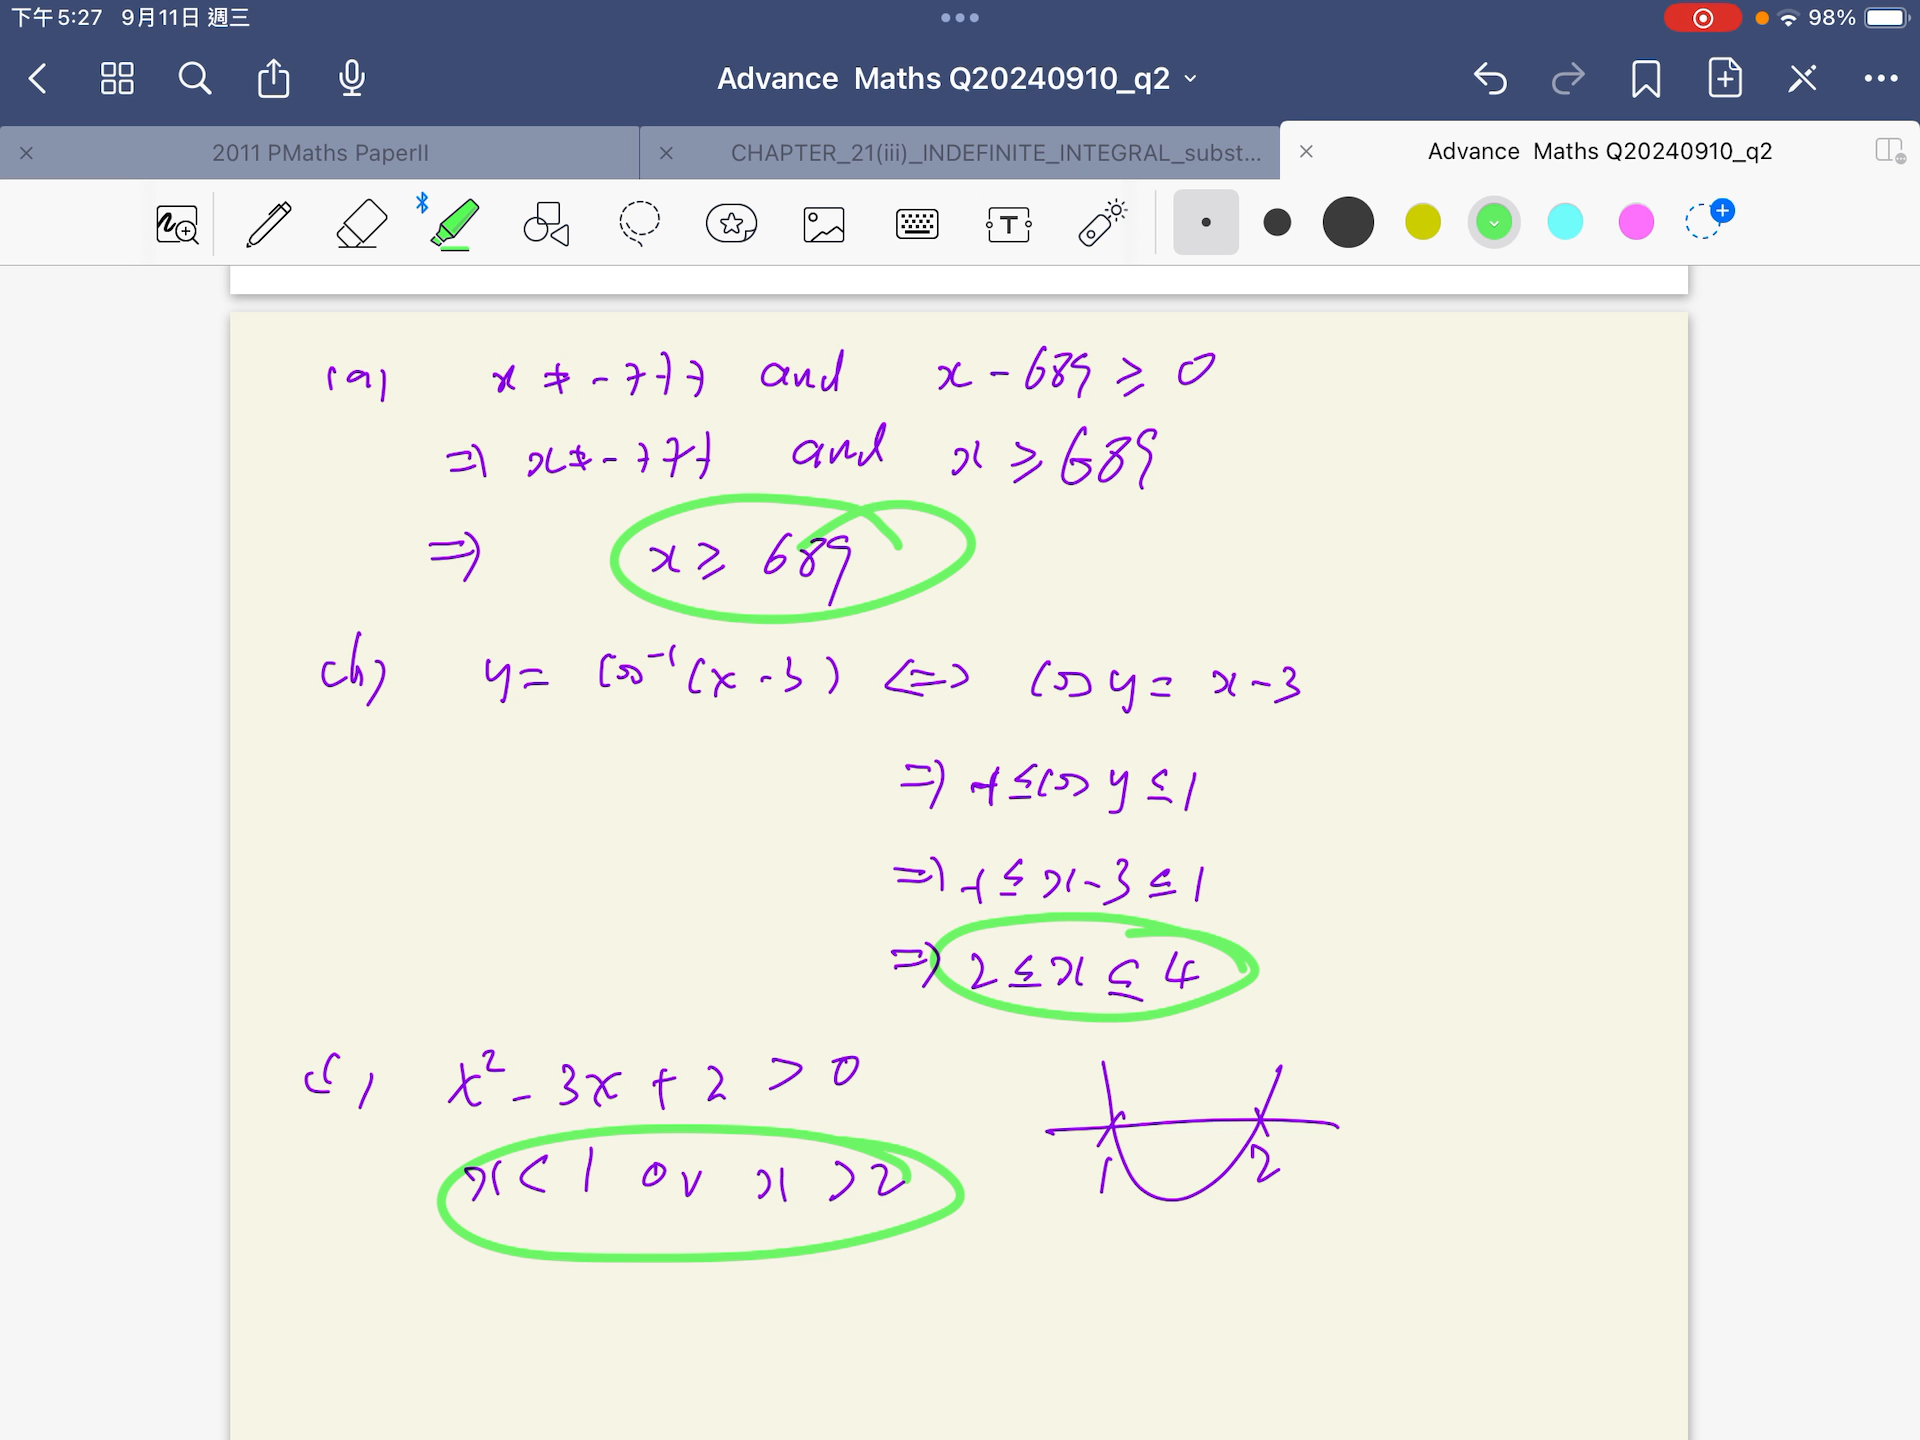 下午5:27 9月11日 週三
98%
Advance Maths Q20240910_q2
2011 PMaths PaperII
CHAPTER_21(iii)_INDEFINITE_INTEGRAL_subst...
Advance Maths Q20240910_q2
(a) x ≠ -777 and x - 689 ≥ 0
⇒ x ≠ -777 and x ≥ 689
⇒ x ≥ 689
(b) y = cos⁻¹(x - 3) ⇔ cos y = x - 3
⇒ -1 ≤ cos y ≤ 1
⇒ -1 ≤ x - 3 ≤ 1
⇒ 2 ≤ x ≤ 4
(c) x² - 3x + 2 > 0
x < 1 or x > 2
1 2